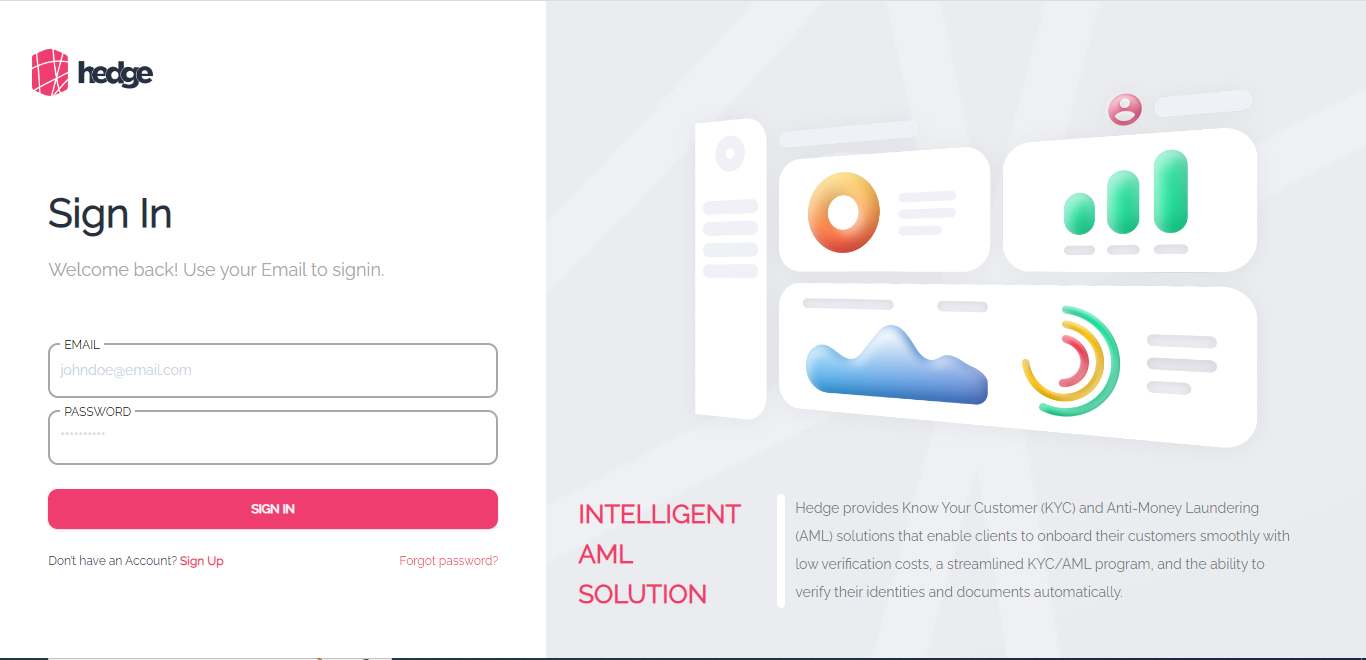 hedge
Sign In
Welcome back! Use your Email to signin.
EMAIL
johndoe@email.com
PASSWORD
••••••••••
SIGN IN
Don't have an Account? Sign Up
Forgot password?
INTELLIGENT
AML
SOLUTION
Hedge provides Know Your Customer (KYC) and Anti-Money Laundering
(AML) solutions that enable clients to onboard their customers smoothly with
low verification costs, a streamlined KYC/AML program, and the ability to
verify their identities and documents automatically.